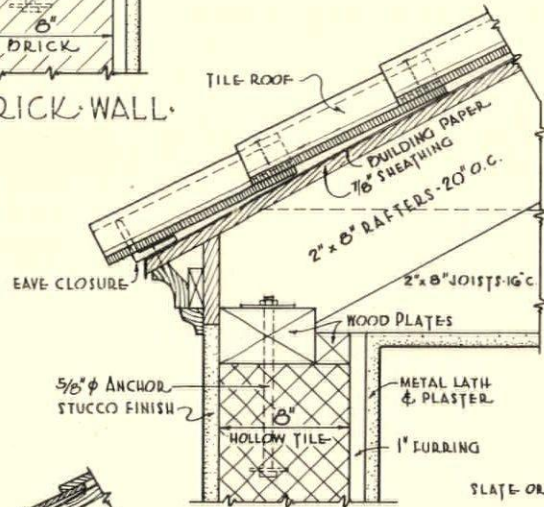 8"
BRICK
RICK·WALL·
TILE ROOF
BUILDING PAPER
7/8" SHEATHING
2" x 8" RAFTERS - 20" O.C.
EAVE CLOSURE
2" x 8" JOISTS - 16" C.
WOOD PLATES
5/8" φ ANCHOR
STUCCO FINISH
METAL LATH
& PLASTER
8"
HOLLOW TILE
1" FURRING
SLATE OR